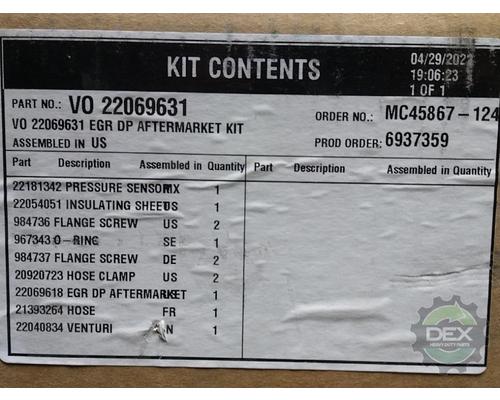 KIT CONTENTS
04/29/202
19:06:23
1 OF 1
PART NO.: VO 22069631
ORDER NO.: MC45867-124
VO 22069631 EGR DP AFTERMARKET KIT
PROD ORDER: 6937359
ASSEMBLED IN US
Part Description Assembled in Quantity Part Description Assembled in Quantity
22181342 PRESSURE SENSOR MX 1
22054051 INSULATING SHEET US 1
984736 FLANGE SCREW US 2
967343 O-RING SE 1
984737 FLANGE SCREW DE 2
20920723 HOSE CLAMP US 2
22069618 EGR DP AFTERMARKET 1
21393264 HOSE FR 1
22040834 VENTURI N 1
DEX
HEAVY DUTY PARTS